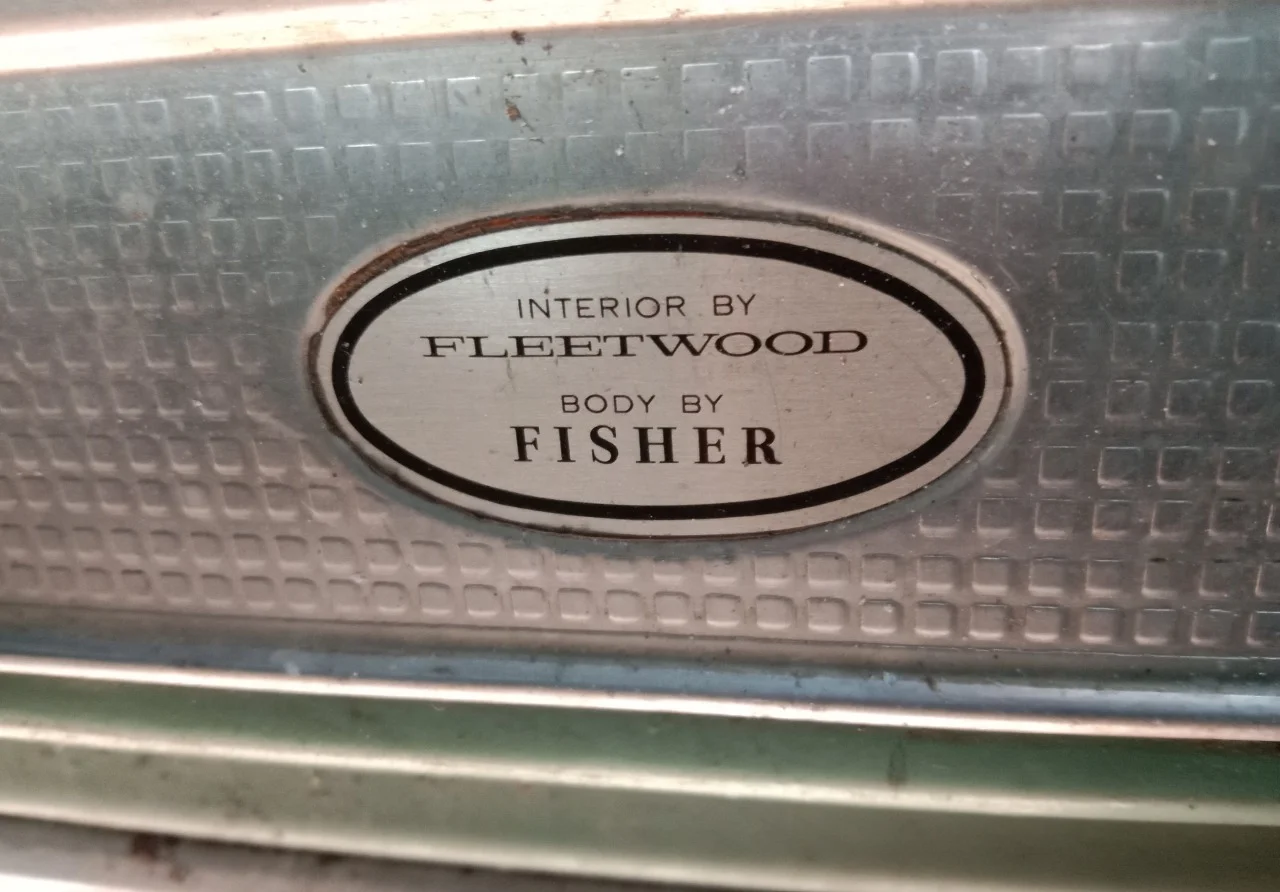 INTERIOR BY
FLEETWOOD
BODY BY
FISHER